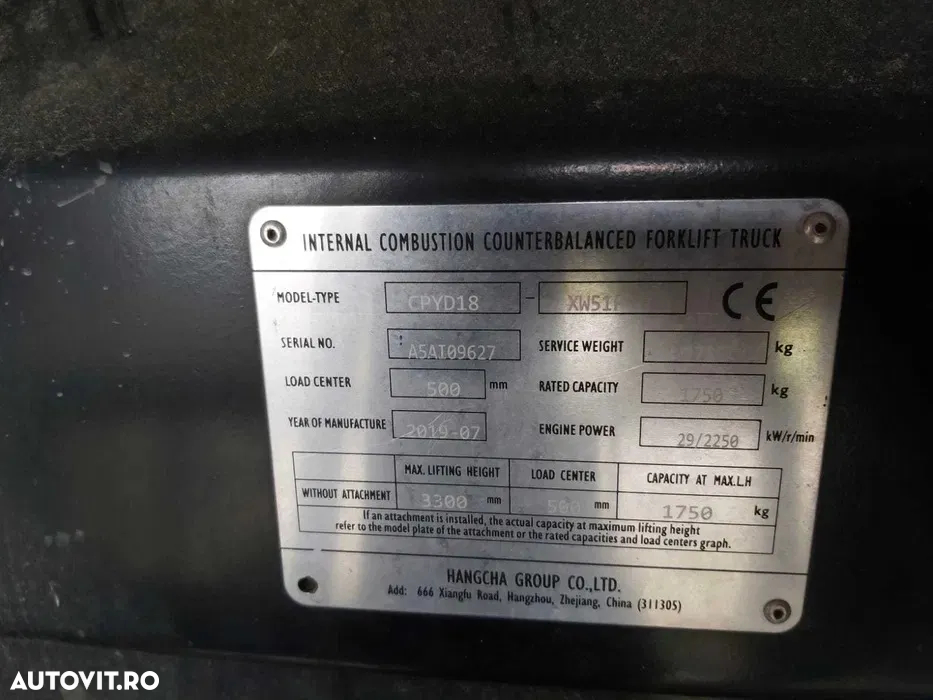 INTERNAL COMBUSTION COUNTERBALANCED FORKLIFT TRUCK
MODEL-TYPE CPYD18 - CE
SERIAL NO. A5AT09627 SERVICE WEIGHT kg
LOAD CENTER 500 mm RATED CAPACITY 1750 kg
YEAR OF MANUFACTURE 2019-07 ENGINE POWER 29/2250 kW/r/min
MAX. LIFTING HEIGHT LOAD CENTER CAPACITY AT MAX.L.H
WITHOUT ATTACHMENT 3300 mm 500 mm 1750 kg
If an attachment is installed, the actual capacity at maximum lifting height
refer to the model plate of the attachment or the rated capacities and load centers graph.
HANGCHA GROUP CO.,LTD.
Add: 666 Xiangfu Road, Hangzhou, Zhejiang, China (311305)
AUTOVIT.RO